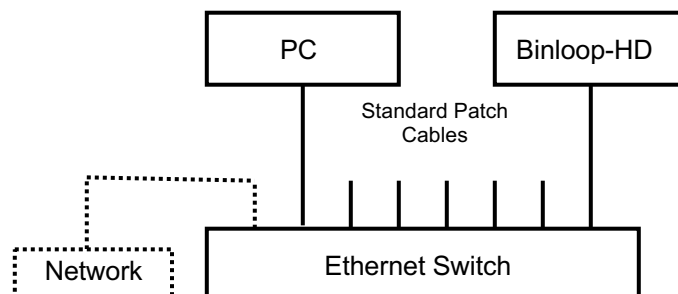 PC
Binloop-HD
Standard Patch
Cables
Network
Ethernet Switch